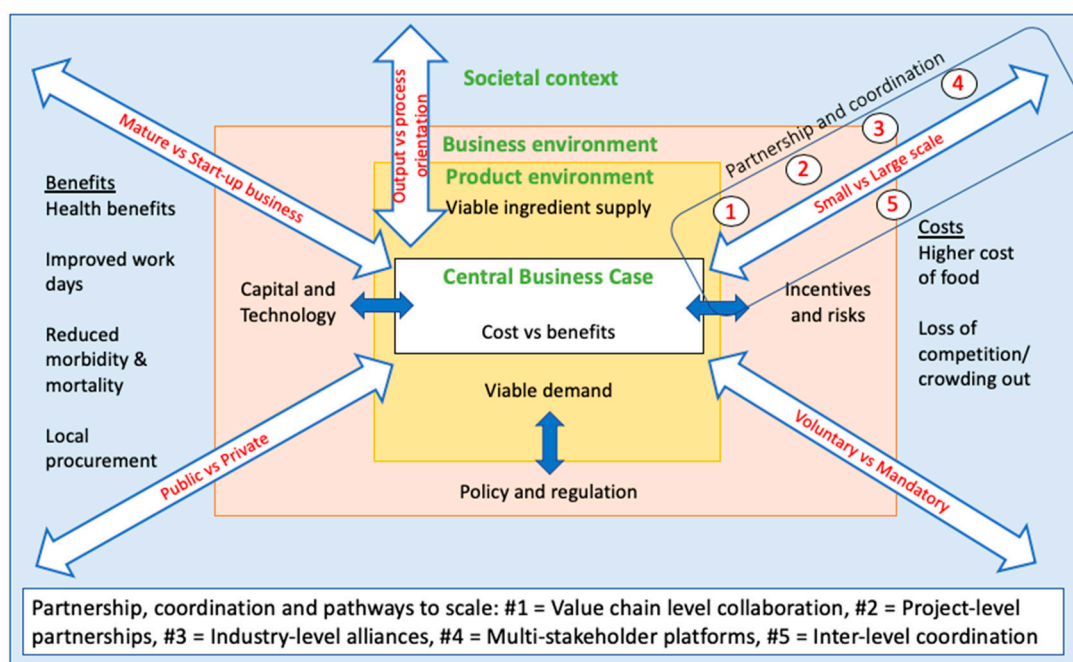 Societal context
Output vs process
orientation
Mature vs Start-up business
Partnership and coordination
1
2
3
4
5
Small vs Large scale
Business environment
Product environment
Viable ingredient supply
Benefits
Health benefits
Improved work
days
Reduced
morbidity &
mortality
Local
procurement
Capital and
Technology
Central Business Case
Cost vs benefits
Incentives
and risks
Costs
Higher cost
of food
Loss of
competition/
crowding out
Viable demand
Public vs Private
Voluntary vs Mandatory
Policy and regulation
Partnership, coordination and pathways to scale: #1 = Value chain level collaboration, #2 = Project-level
partnerships, #3 = Industry-level alliances, #4 = Multi-stakeholder platforms, #5 = Inter-level coordination